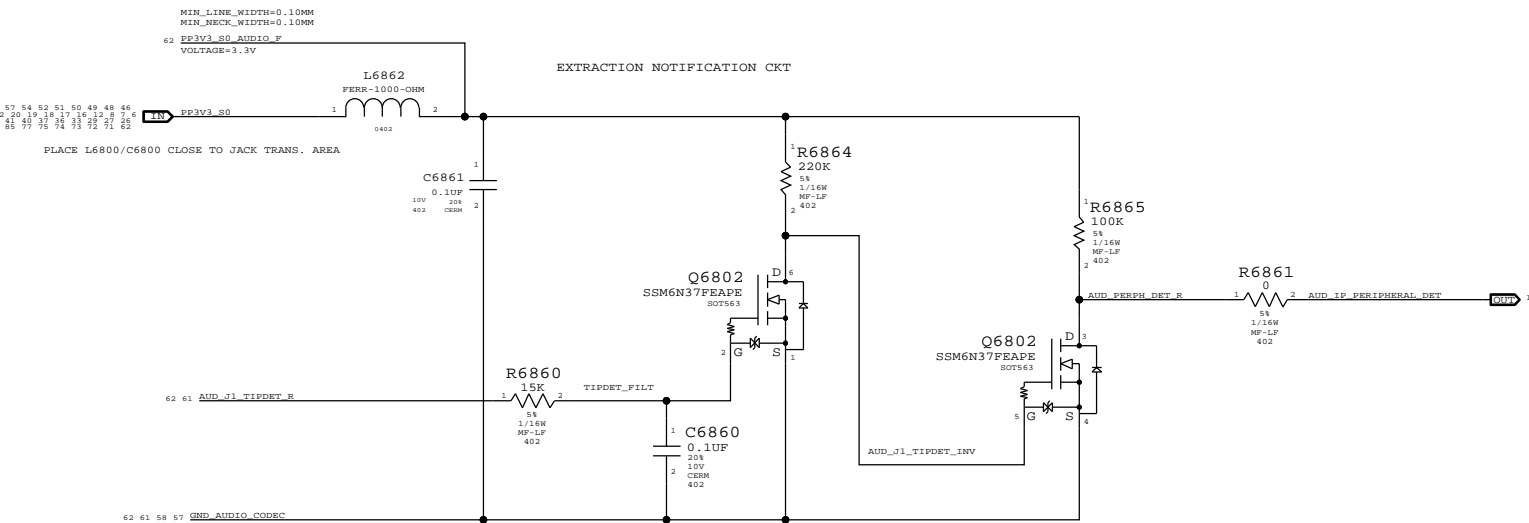 MIN_LINE_WIDTH=0.10MM
MIN_NECK_WIDTH=0.10MM
62 PP3V3_S0_AUDIO_F
VOLTAGE=3.3V
EXTRACTION NOTIFICATION CKT
L6862
FERR-1000-OHM
1 2
0402
57 54 52 51 50 49 48 46
2 20 19 18 17 16 12 8 7 6
41 40 37 36 33 29 27 26
85 77 75 74 73 72 71 62
IN PP3V3_S0
PLACE L6800/C6800 CLOSE TO JACK TRANS. AREA
1
C6861
0.1UF
10V 20%
402 CERM
2
1
R6864
220K
5%
1/16W
MF-LF
402
2
1
R6865
100K
5%
1/16W
MF-LF
402
2
Q6802
SSM6N37FEAPE
SOT563
D 6
2 G S 1
R6861
0
AUD_PERPH_DET_R 1 2 AUD_IP_PERIPHERAL_DET OUT
5%
1/16W
MF-LF
402
Q6802
SSM6N37FEAPE
SOT563
D 3
5 G S 4
R6860
15K
62 61 AUD_J1_TIPDET_R 1 2 TIPDET_FILT
5%
1/16W
MF-LF
402
1
C6860
0.1UF
20%
10V
CERM
402
2
AUD_J1_TIPDET_INV
62 61 58 57 GND_AUDIO_CODEC